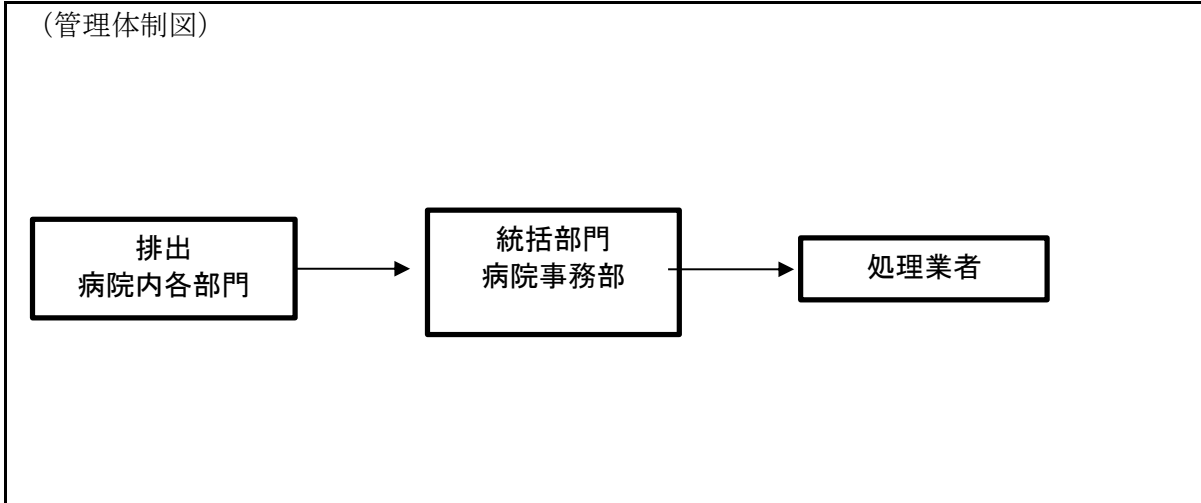 （管理体制図）
排出
病院内各部門
統括部門
病院事務部
処理業者